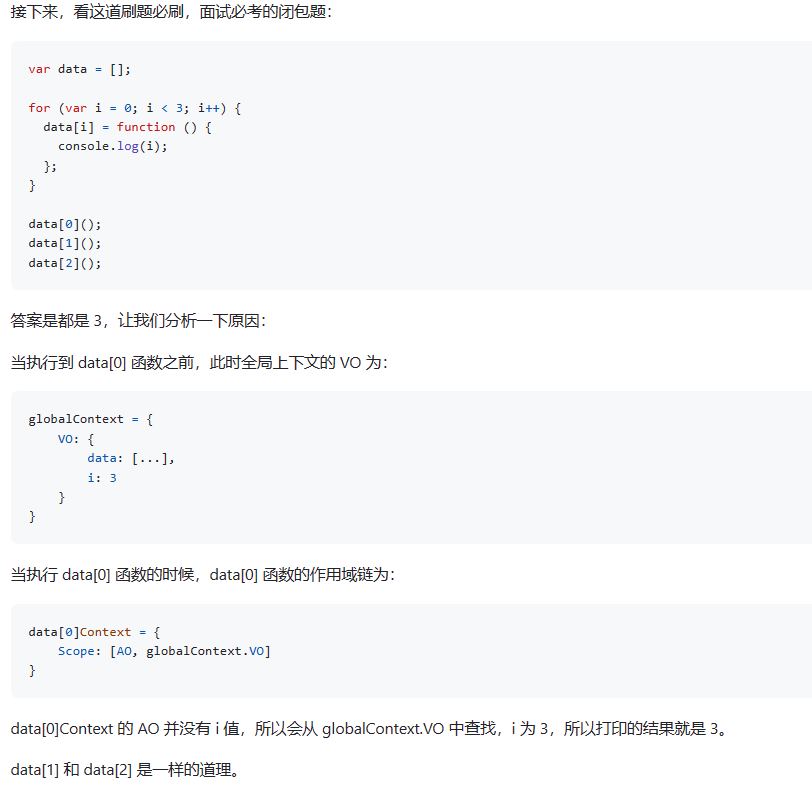 接下来，看这道刷题必刷，面试必考的闭包题：
var data = [];
for (var i = 0; i < 3; i++) {
  data[i] = function () {
    console.log(i);
  };
}
data[0]();
data[1]();
data[2]();
答案是都是 3，让我们分析一下原因：
当执行到 data[0] 函数之前，此时全局上下文的 VO 为：
globalContext = {
    VO: {
        data: [...],
        i: 3
    }
}
当执行 data[0] 函数的时候，data[0] 函数的作用域链为：
data[0]Context = {
    Scope: [AO, globalContext.VO]
}
data[0]Context 的 AO 并没有 i 值，所以会从 globalContext.VO 中查找，i 为 3，所以打印的结果就是 3。
data[1] 和 data[2] 是一样的道理。